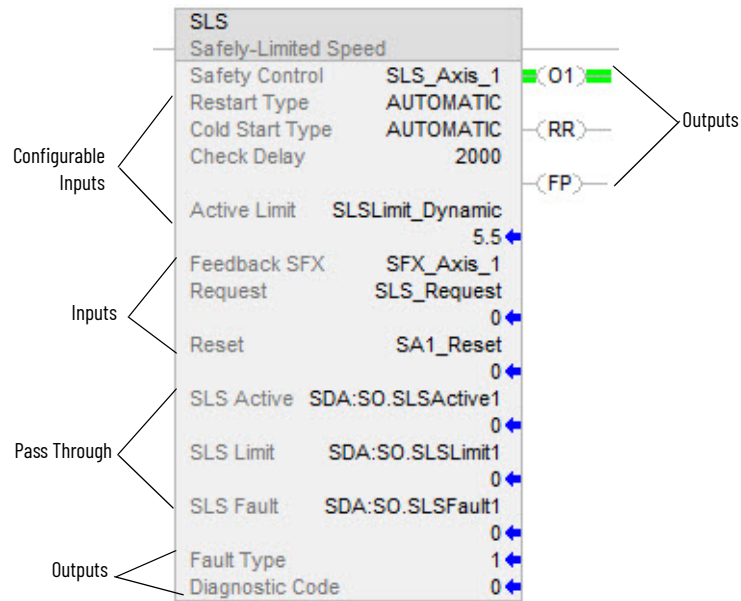 SLS
Safely-Limited Speed
Safety Control SLS_Axis_1 O1
Restart Type AUTOMATIC
Cold Start Type AUTOMATIC RR
Check Delay 2000
FP
Outputs
Configurable
Inputs
Active Limit SLSLimit_Dynamic
5.5
Feedback SFX SFX_Axis_1
Request SLS_Request
0
Inputs
Reset SA1_Reset
0
SLS Active SDA:SO.SLSActive1
0
Pass Through
SLS Limit SDA:SO.SLSLimit1
0
SLS Fault SDA:SO.SLSFault1
0
Outputs
Fault Type 1
Diagnostic Code 0